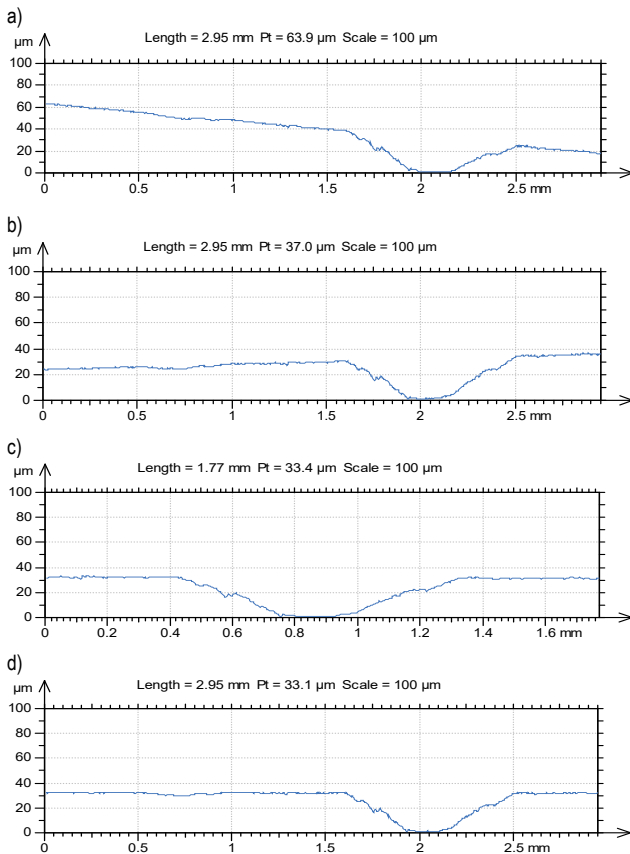 a)
Length = 2.95 mm Pt = 63.9 µm Scale = 100 µm
µm
100
80
60
40
20
0
0 0.5 1 1.5 2 2.5 mm
b)
Length = 2.95 mm Pt = 37.0 µm Scale = 100 µm
µm
100
80
60
40
20
0
0 0.5 1 1.5 2 2.5 mm
c)
Length = 1.77 mm Pt = 33.4 µm Scale = 100 µm
µm
100
80
60
40
20
0
0 0.2 0.4 0.6 0.8 1 1.2 1.4 1.6 mm
d)
Length = 2.95 mm Pt = 33.1 µm Scale = 100 µm
µm
100
80
60
40
20
0
0 0.5 1 1.5 2 2.5 mm